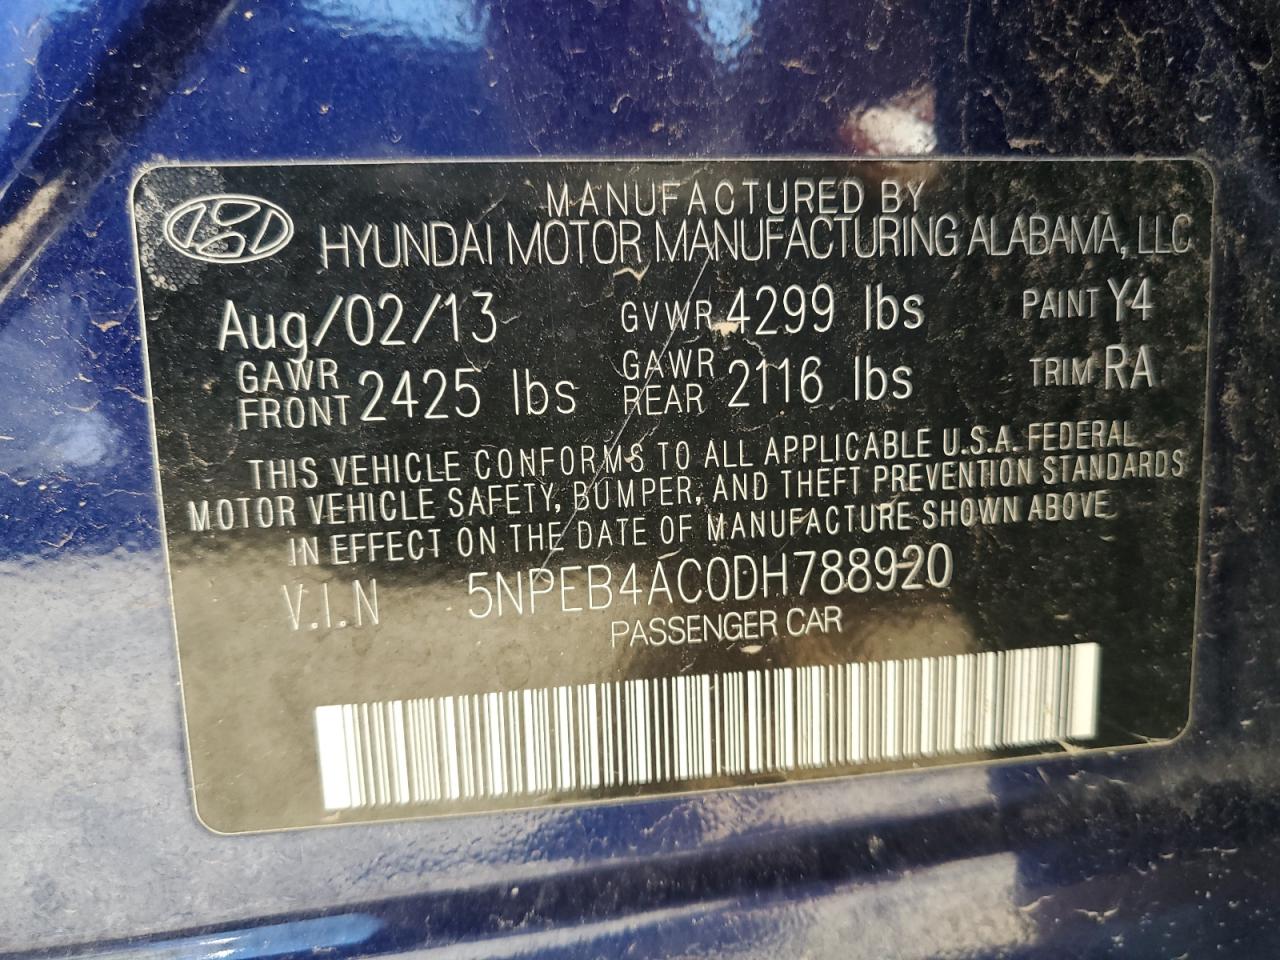 MANUFACTURED BY
HYUNDAI MOTOR MANUFACTURING ALABAMA, LLC
Aug/02/13 GVWR 4299 lbs PAINT Y4
GAWR FRONT 2425 lbs GAWR REAR 2116 lbs TRIM RA
THIS VEHICLE CONFORMS TO ALL APPLICABLE U.S.A. FEDERAL
MOTOR VEHICLE SAFETY, BUMPER, AND THEFT PREVENTION STANDARDS
IN EFFECT ON THE DATE OF MANUFACTURE SHOWN ABOVE
V.I.N 5NPEB4AC0DH788920
PASSENGER CAR